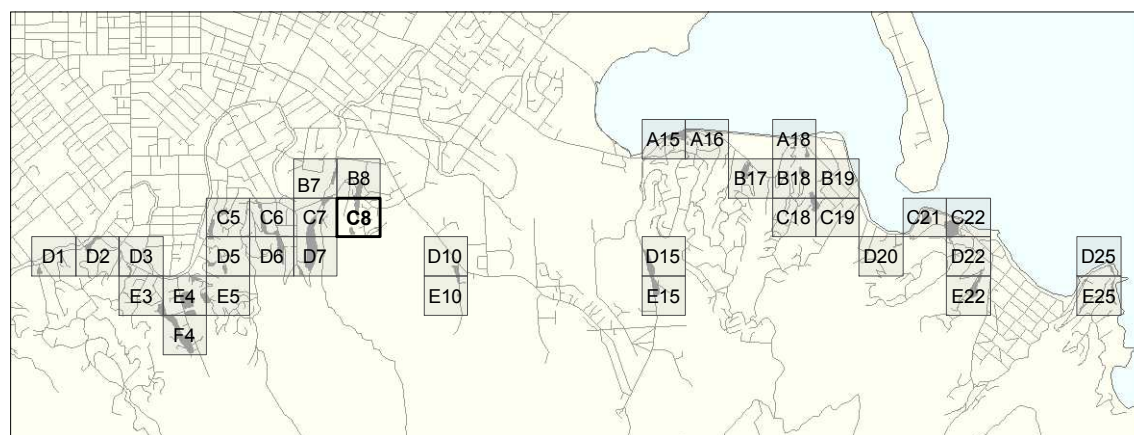 A15 A16 A18
B7 B8 B17 B18 B19
C5 C6 C7 C8 C18 C19 C21 C22
D1 D2 D3 D5 D6 D7 D10 D15 D20 D22 D25
E3 E4 E5 E10 E15 E22 E25
F4